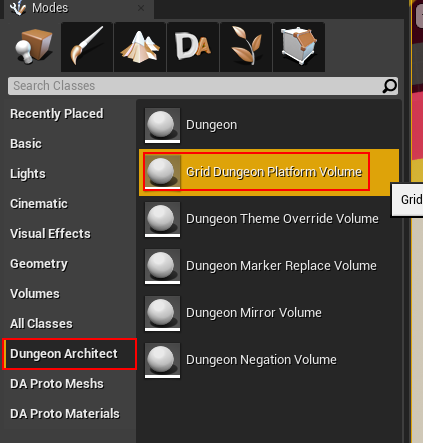 Modes
DA
Search Classes
Recently Placed
Basic
Lights
Cinematic
Visual Effects
Geometry
Volumes
All Classes
Dungeon Architect
DA Proto Meshs
DA Proto Materials
Dungeon
Grid Dungeon Platform Volume
Dungeon Theme Override Volume
Dungeon Marker Replace Volume
Dungeon Mirror Volume
Dungeon Negation Volume
Grid